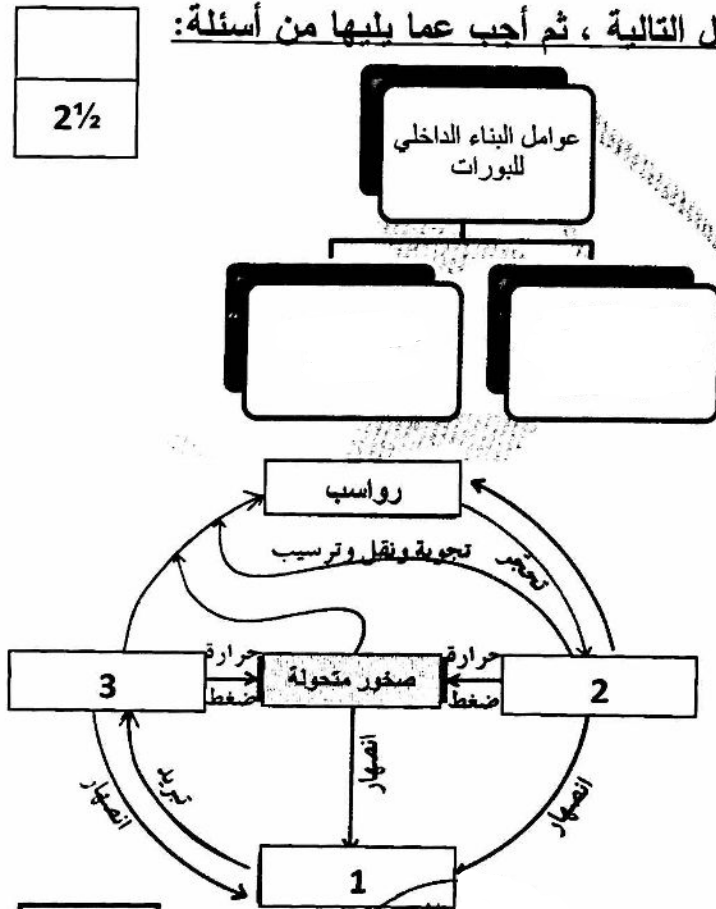 ل التالية ، ثم أجب عما يليها من أسئلة:
2½
عوامل البناء الداخلي
للبورات
رواسب
تجوية ونقل وترسيب
تحجر
3
حرارة
ضغط
صخور متحولة
حرارة
ضغط
2
انصهار
تبريد
انصهار
انصهار
1